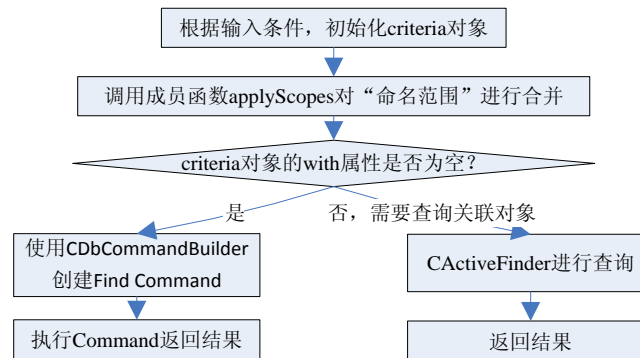 根据输入条件，初始化criteria对象
调用成员函数applyScopes对“命名范围”进行合并
criteria对象的with属性是否为空?
是
否，需要查询关联对象
使用CDbCommandBuilder
创建Find Command
CActiveFinder进行查询
执行Command返回结果
返回结果